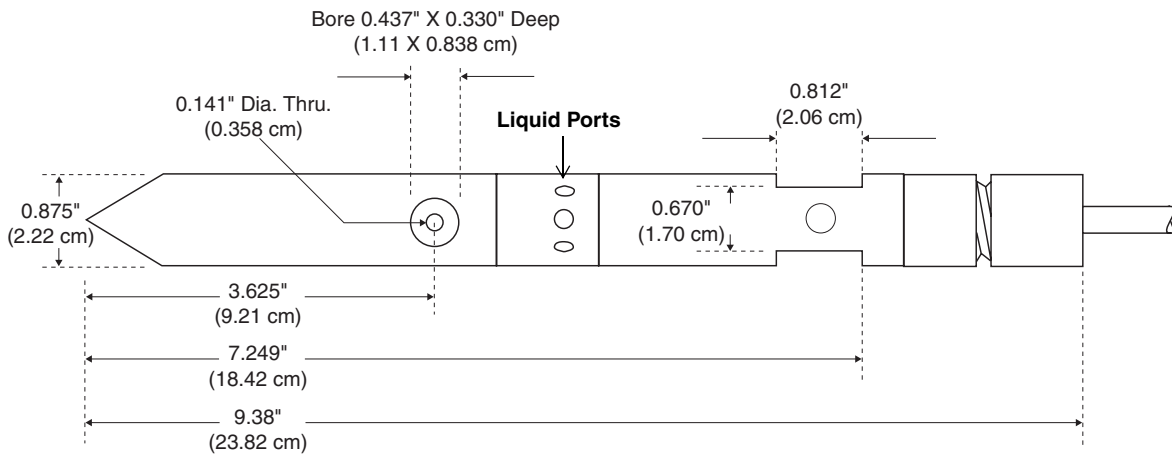 Bore 0.437" X 0.330" Deep
(1.11 X 0.838 cm)
0.141" Dia. Thru.
(0.358 cm)
Liquid Ports
0.812"
(2.06 cm)
0.875"
(2.22 cm)
0.670"
(1.70 cm)
3.625"
(9.21 cm)
7.249"
(18.42 cm)
9.38"
(23.82 cm)